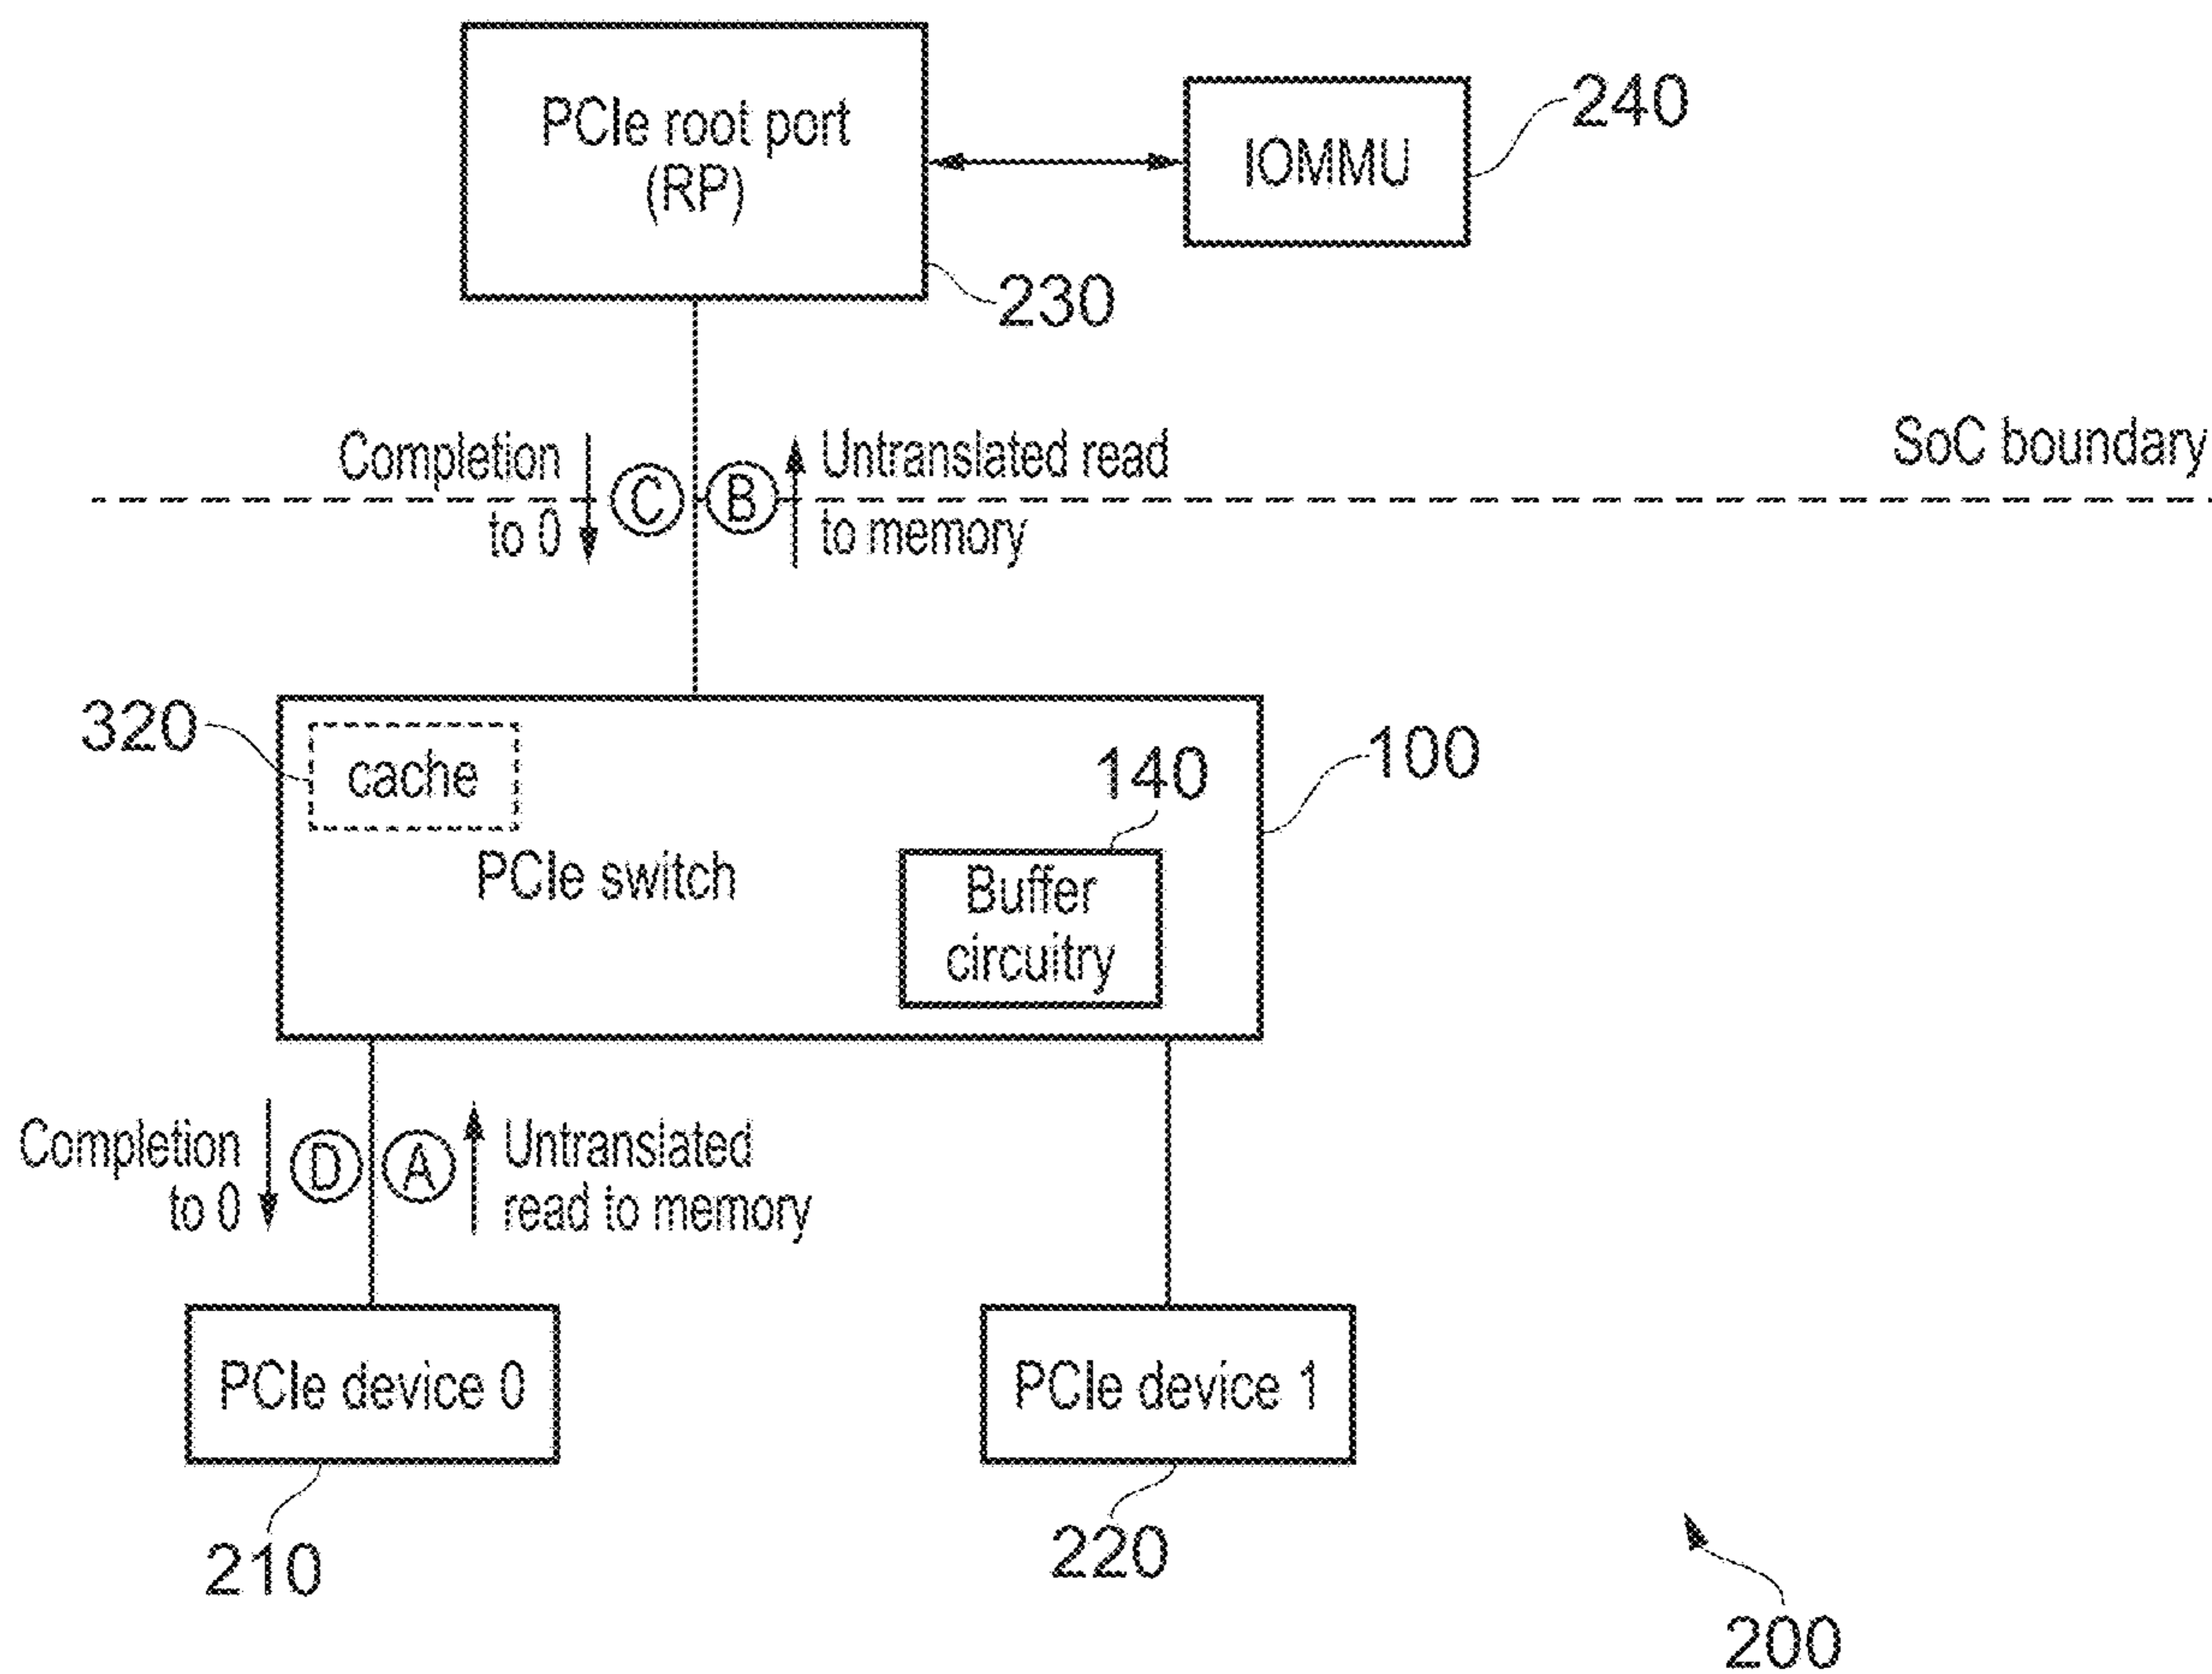 PCIe root port
(RP)
IOMMU
240
230
Completion
to 0
C
B
Untranslated read
to memory
SoC boundary
320
cache
PCIe switch
140
Buffer
circuitry
100
Completion
to 0
D
A
Untranslated
read to memory
PCIe device 0
PCIe device 1
210
220
200